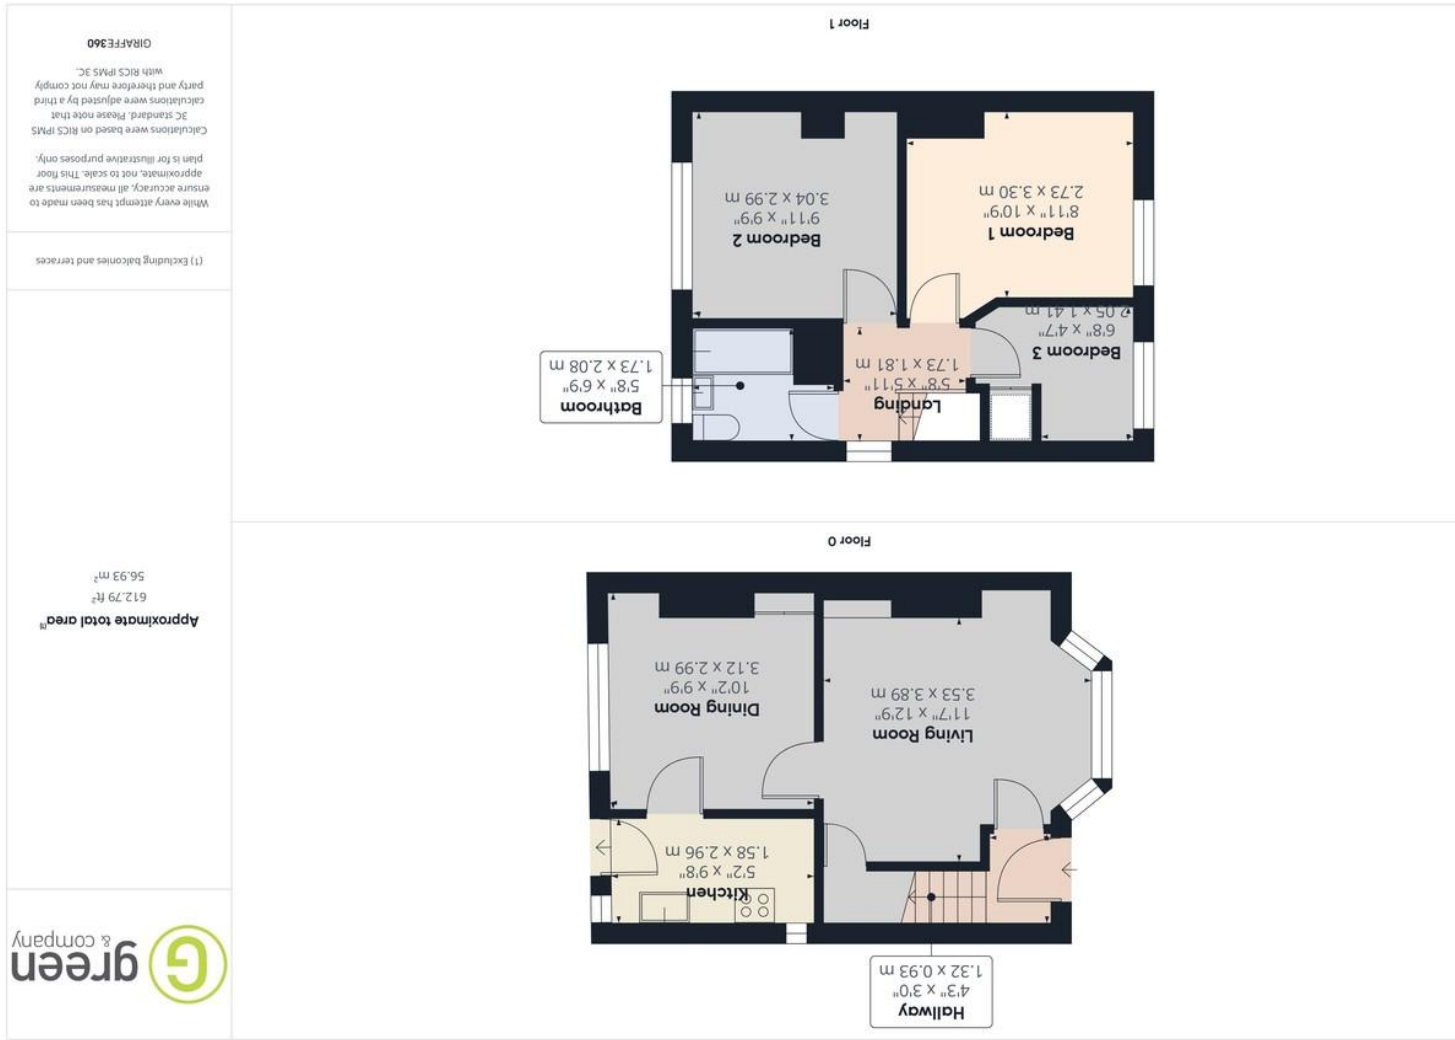 green
& company
Hallway
4'3" x 3'0"
1.32 x 0.93 m
Kitchen
5'2" x 9'8"
1.58 x 2.96 m
Living Room
11'7" x 12'9"
3.53 x 3.89 m
Dining Room
10'2" x 9'9"
3.12 x 2.99 m
Floor 0
Approximate total area⁽¹⁾
612.79 ft²
56.93 m²
Landing
5'8" x 5'11"
1.73 x 1.81 m
Bathroom
5'8" x 6'9"
1.73 x 2.08 m
Bedroom 3
6'8" x 4'7"
2.05 x 1.41 m
Bedroom 1
8'11" x 10'9"
2.73 x 3.30 m
Bedroom 2
9'11" x 9'9"
3.04 x 2.99 m
Floor 1
(1) Excluding balconies and terraces
While every attempt has been made to
ensure accuracy, all measurements are
approximate, not to scale. This floor
plan is for illustrative purposes only.
Calculations were based on RICS IPMS
3C standard. Please note that
calculations were adjusted by a third
party and therefore may not comply
with RICS IPMS 3C.
GIRAFFE360